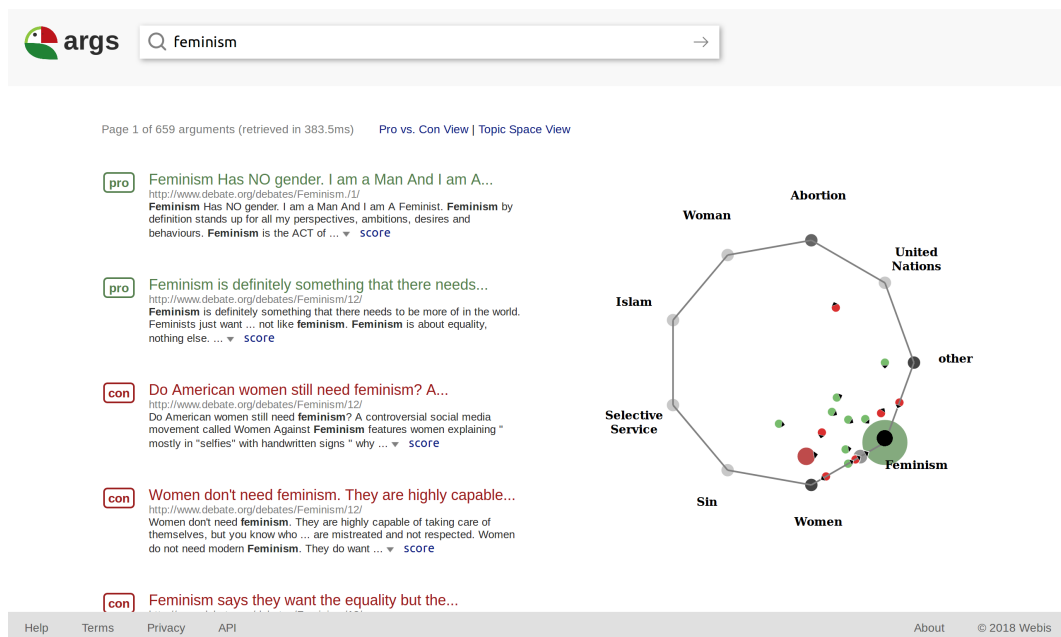 args
feminism
Page 1 of 659 arguments (retrieved in 383.5ms) Pro vs. Con View | Topic Space View
pro
Feminism Has NO gender. I am a Man And I am A...
http://www.debate.org/debates/Feminism./1/
Feminism Has NO gender. I am a Man And I am A Feminist. Feminism by
definition stands up for all my perspectives, ambitions, desires and
behaviours. Feminism is the ACT of ... score
pro
Feminism is definitely something that there needs...
http://www.debate.org/debates/Feminism/12/
Feminism is definitely something that there needs to be more of in the world.
Feminists just want ... not like feminism. Feminism is about equality,
nothing else. ... score
con
Do American women still need feminism? A...
http://www.debate.org/debates/Feminism/12/
Do American women still need feminism? A controversial social media
movement called Women Against Feminism features women explaining "
mostly in "selfies" with handwritten signs " why ... score
con
Women don't need feminism. They are highly capable...
http://www.debate.org/debates/Feminism/12/
Women don't need feminism. They are highly capable of taking care of
themselves, but you know who ... are mistreated and not respected. Women
do not need modern Feminism. They do want ... score
con
Feminism says they want the equality but the...
Abortion
Woman
United
Nations
Islam
other
Selective
Service
Feminism
Sin
Women
Help Terms Privacy API About © 2018 Webis